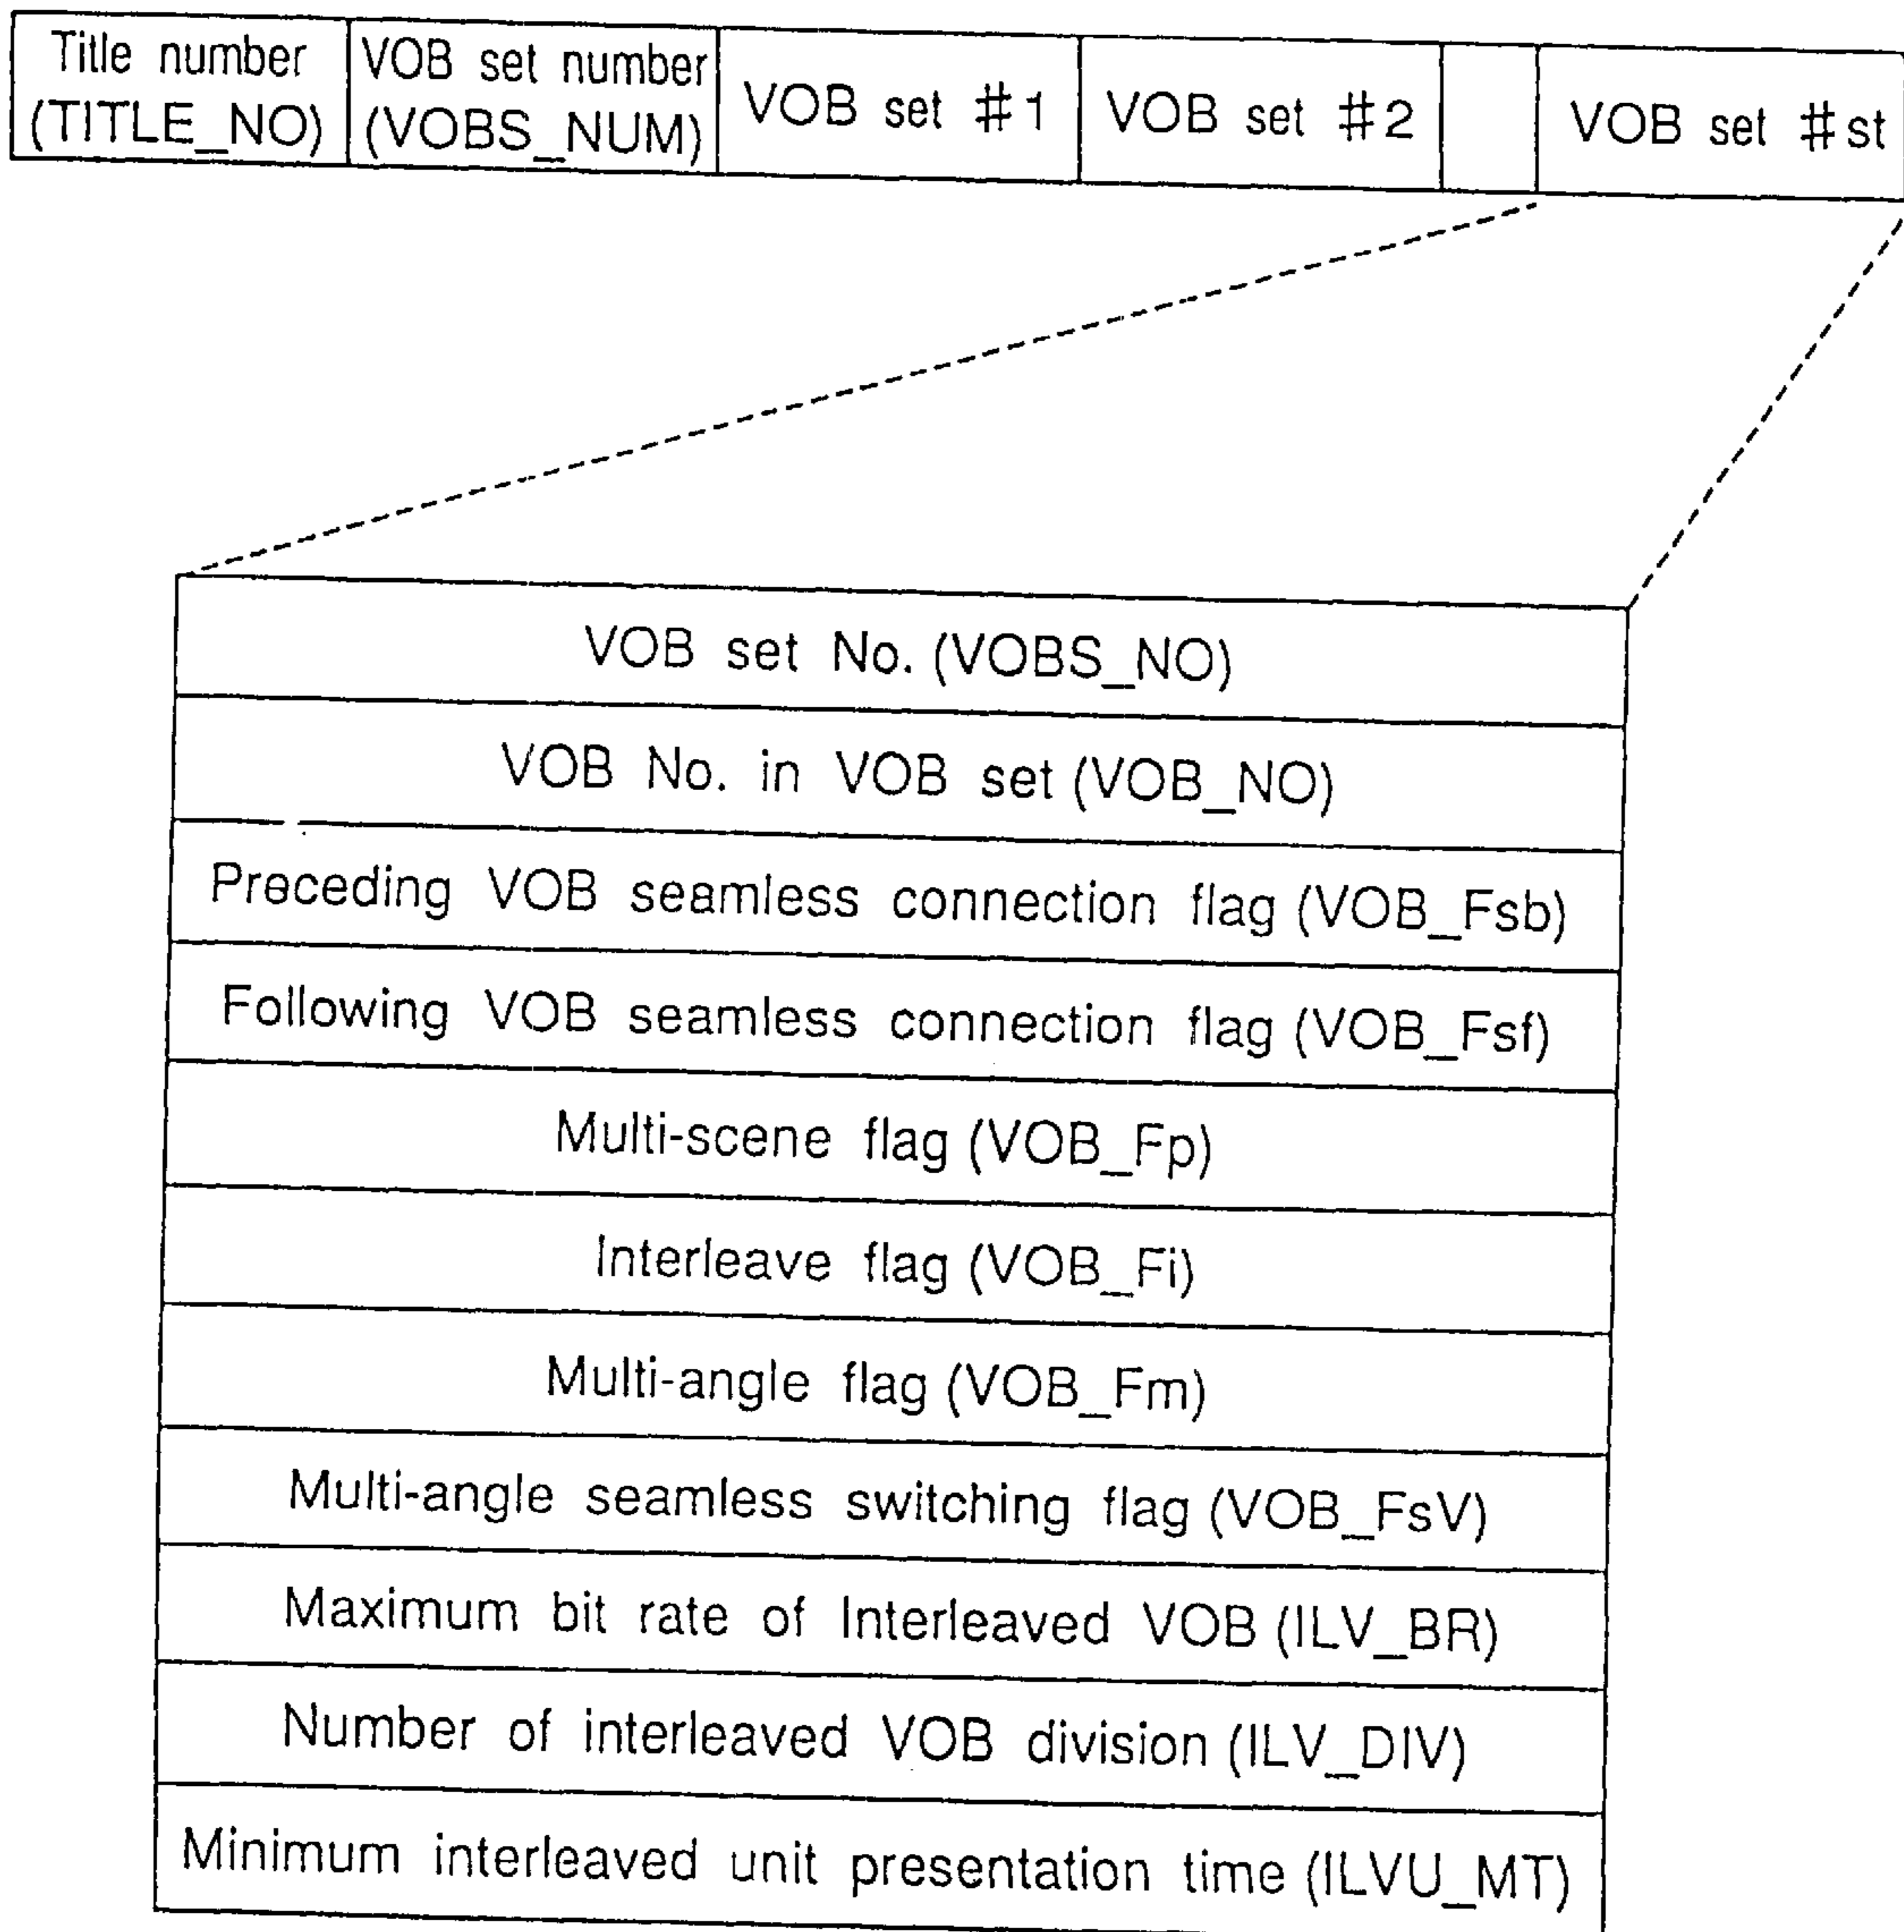 Title number
(TITLE_NO)
VOB set number
(VOBS_NUM)
VOB set #1
VOB set #2
VOB set #st
VOB set No. (VOBS_NO)
VOB No. in VOB set (VOB_NO)
Preceding VOB seamless connection flag (VOB_Fsb)
Following VOB seamless connection flag (VOB_Fsf)
Multi-scene flag (VOB_Fp)
Interleave flag (VOB_Fi)
Multi-angle flag (VOB_Fm)
Multi-angle seamless switching flag (VOB_FsV)
Maximum bit rate of Interleaved VOB (ILV_BR)
Number of interleaved VOB division (ILV_DIV)
Minimum interleaved unit presentation time (ILVU_MT)